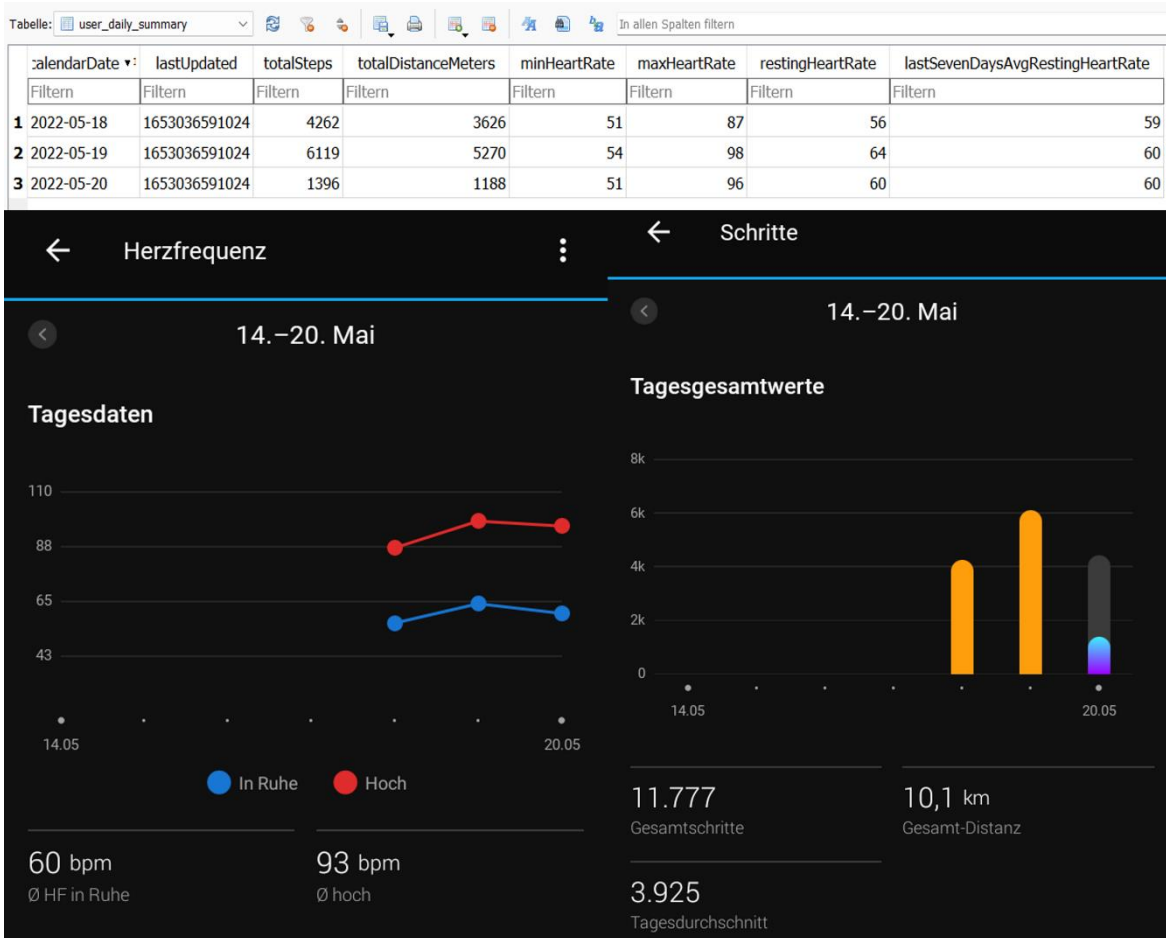 Tabelle: user_daily_summary In allen Spalten filtern
:alendarDate lastUpdated totalSteps totalDistanceMeters minHeartRate maxHeartRate restingHeartRate lastSevenDaysAvgRestingHeartRate
Filtern Filtern Filtern Filtern Filtern Filtern Filtern Filtern
1 2022-05-18 1653036591024 4262 3626 51 87 56 59
2 2022-05-19 1653036591024 6119 5270 54 98 64 60
3 2022-05-20 1653036591024 1396 1188 51 96 60 60
Herzfrequenz
14.–20. Mai
Tagesdaten
110
88
65
43
14.05 20.05
In Ruhe Hoch
60 bpm 93 bpm
Ø HF in Ruhe Ø hoch
Schritte
14.–20. Mai
Tagesgesamtwerte
8k
6k
4k
2k
0
14.05 20.05
11.777 10,1 km
Gesamtschritte Gesamt-Distanz
3.925
Tagesdurchschnitt